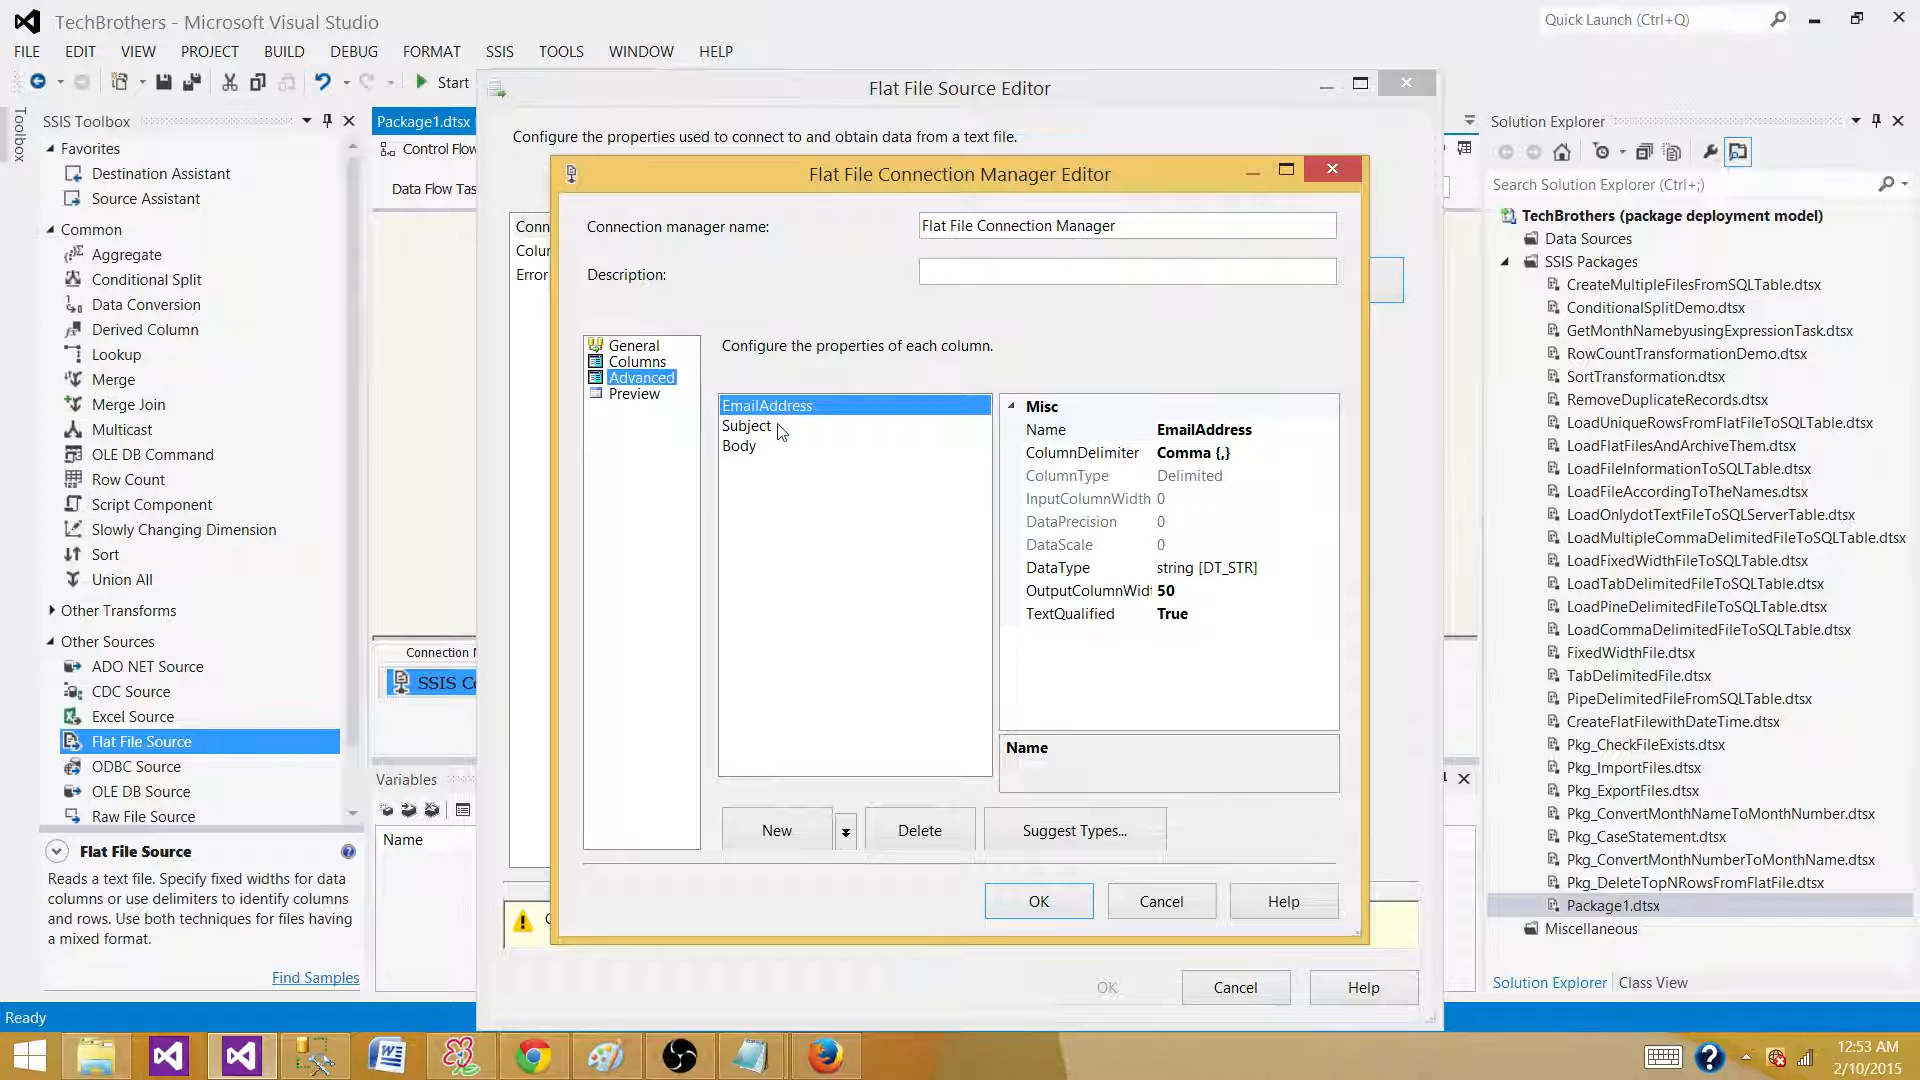 TechBrothers - Microsoft Visual Studio
Quick Launch (Ctrl+Q)
FILE EDIT VIEW PROJECT BUILD DEBUG FORMAT SSIS TOOLS WINDOW HELP
Start
Toolbox
SSIS Toolbox
Favorites
Destination Assistant
Source Assistant
Common
Aggregate
Conditional Split
Data Conversion
Derived Column
Lookup
Merge
Merge Join
Multicast
OLE DB Command
Row Count
Script Component
Slowly Changing Dimension
Sort
Union All
Other Transforms
Other Sources
ADO NET Source
CDC Source
Excel Source
Flat File Source
ODBC Source
OLE DB Source
Raw File Source
Flat File Source
Reads a text file. Specify fixed widths for data
columns or use delimiters to identify columns
and rows. Use both techniques for files having
a mixed format.
Find Samples
Ready
Package1.dtsx
Control Flow
Data Flow Tas
Connection
SSIS C
Variables
Name
Flat File Source Editor
Configure the properties used to connect to and obtain data from a text file.
Conn
Colur
Error
Flat File Connection Manager Editor
Connection manager name:
Flat File Connection Manager
Description:
General
Columns
Advanced
Preview
Configure the properties of each column.
EmailAddress
Subject
Body
Misc
Name EmailAddress
ColumnDelimiter Comma {,}
ColumnType Delimited
InputColumnWidth 0
DataPrecision 0
DataScale 0
DataType string [DT_STR]
OutputColumnWidt 50
TextQualified True
Name
New
Delete
Suggest Types...
OK
Cancel
Help
OK
Cancel
Help
Solution Explorer
Search Solution Explorer (Ctrl+;)
TechBrothers (package deployment model)
Data Sources
SSIS Packages
CreateMultipleFilesFromSQLTable.dtsx
ConditionalSplitDemo.dtsx
GetMonthNamebyusingExpressionTask.dtsx
RowCountTransformationDemo.dtsx
SortTransformation.dtsx
RemoveDuplicateRecords.dtsx
LoadUniqueRowsFromFlatFileToSQLTable.dtsx
LoadFlatFilesAndArchiveThem.dtsx
LoadFileInformationToSQLTable.dtsx
LoadFileAccordingToTheNames.dtsx
LoadOnlydotTextFileToSQLServerTable.dtsx
LoadMultipleCommaDelimitedFileToSQLTable.dtsx
LoadFixedWidthFileToSQLTable.dtsx
LoadTabDelimitedFileToSQLTable.dtsx
LoadPineDelimitedFileToSQLTable.dtsx
LoadCommaDelimitedFileToSQLTable.dtsx
FixedWidthFile.dtsx
TabDelimitedFile.dtsx
PipeDelimitedFileFromSQLTable.dtsx
CreateFlatFilewithDateTime.dtsx
Pkg_CheckFileExists.dtsx
Pkg_ImportFiles.dtsx
Pkg_ExportFiles.dtsx
Pkg_ConvertMonthNameToMonthNumber.dtsx
Pkg_CaseStatement.dtsx
Pkg_ConvertMonthNumberToMonthName.dtsx
Pkg_DeleteTopNRowsFromFlatFile.dtsx
Package1.dtsx
Miscellaneous
Solution Explorer Class View
12:53 AM
2/10/2015